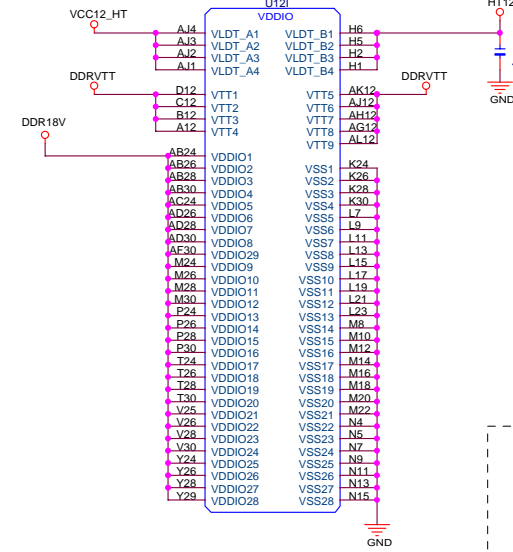 U12I
VDDIO
VCC12_HT
HT12
AJ4 VLDT_A1 VLDT_B1 H6
AJ3 VLDT_A2 VLDT_B2 H5
AJ2 VLDT_A3 VLDT_B3 H2
AJ1 VLDT_A4 VLDT_B4 H1
GND
DDRVTT
DDRVTT
D12 VTT1 VTT5 AK12
C12 VTT2 VTT6 AJ12
B12 VTT3 VTT7 AH12
A12 VTT4 VTT8 AG12
VTT9 AL12
DDR18V
AB24 VDDIO1 VSS1 K24
AB26 VDDIO2 VSS2 K26
AB28 VDDIO3 VSS3 K28
AB30 VDDIO4 VSS4 K30
AC24 VDDIO5 VSS5 L7
AD26 VDDIO6 VSS6 L9
AD28 VDDIO7 VSS7 L11
AD30 VDDIO8 VSS8 L13
AF30 VDDIO29 VSS9 L15
M24 VDDIO9 VSS10 L17
M26 VDDIO10 VSS11 L19
M28 VDDIO11 VSS12 L21
M30 VDDIO12 VSS13 L23
P24 VDDIO13 VSS14 M8
P26 VDDIO14 VSS15 M10
P28 VDDIO15 VSS16 M12
P30 VDDIO16 VSS17 M14
T24 VDDIO17 VSS18 M16
T26 VDDIO18 VSS19 M18
T28 VDDIO19 VSS20 M20
T30 VDDIO20 VSS21 M22
V25 VDDIO21 VSS22 N4
V26 VDDIO22 VSS23 N5
V28 VDDIO23 VSS24 N7
V30 VDDIO24 VSS25 N9
Y24 VDDIO25 VSS26 N11
Y26 VDDIO26 VSS27 N13
Y28 VDDIO27 VSS28 N15
Y29 VDDIO28
GND